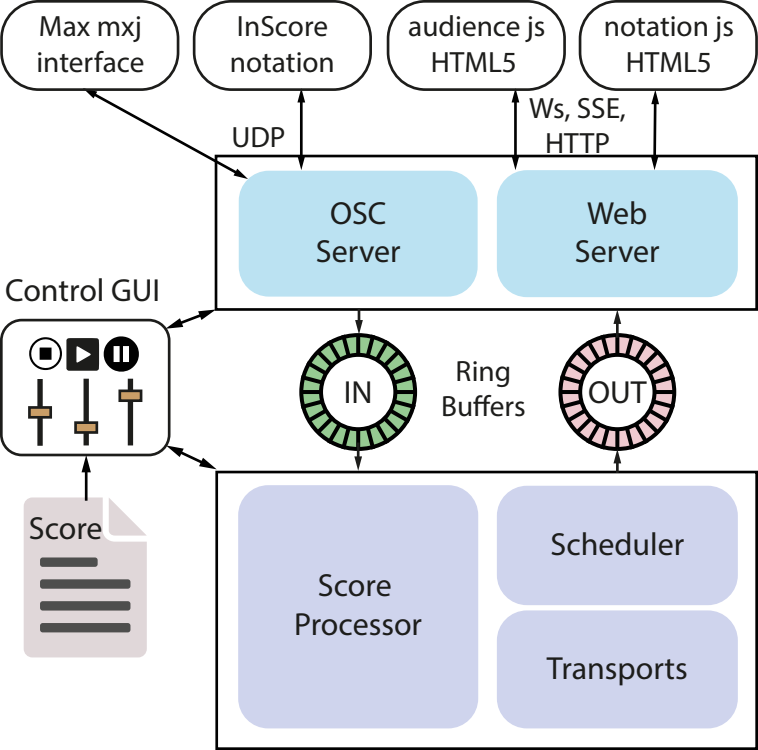 Max mxj
interface
InScore
notation
audience js
HTML5
notation js
HTML5
UDP
Ws, SSE,
HTTP
OSC
Server
Web
Server
Control GUI
IN
Ring
Buffers
OUT
Score
Score
Processor
Scheduler
Transports